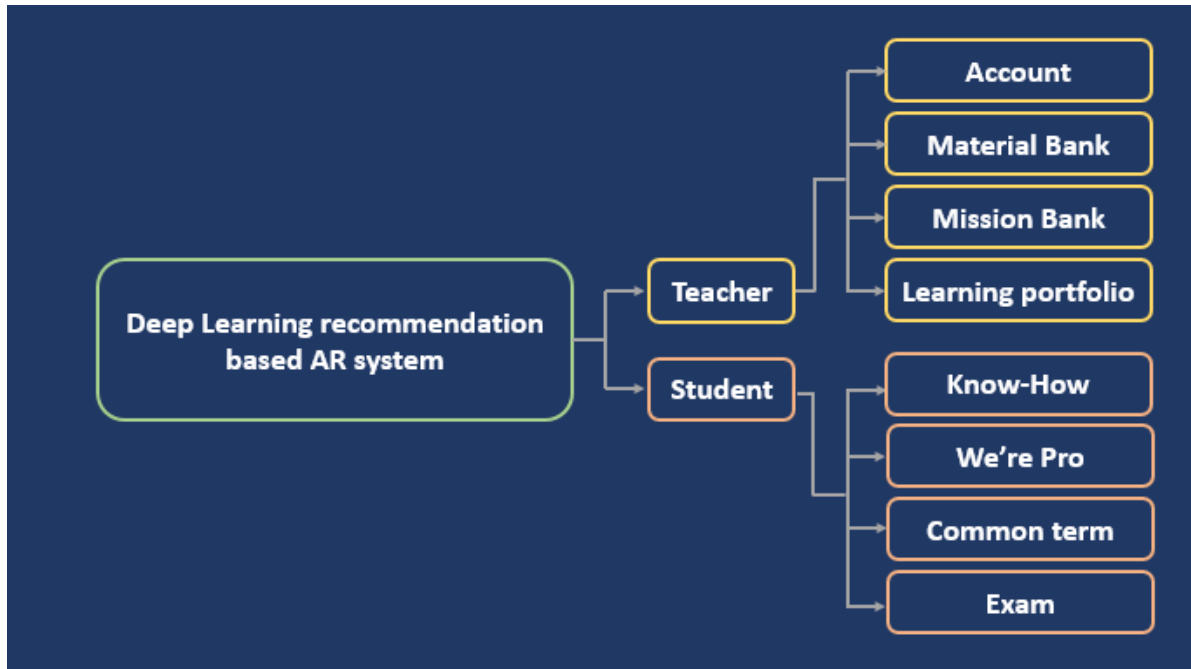 Deep Learning recommendation
based AR system
Teacher
Account
Material Bank
Mission Bank
Learning portfolio
Student
Know-How
We’re Pro
Common term
Exam